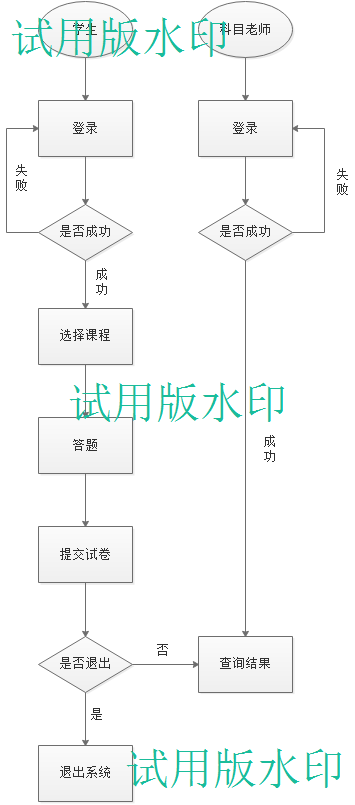 学生
科目老师
试用版水印
登录
登录
失败
失败
是否成功
是否成功
成功
选择课程
试用版水印
答题
成功
提交试卷
是否退出
否
查询结果
是
退出系统
试用版水印